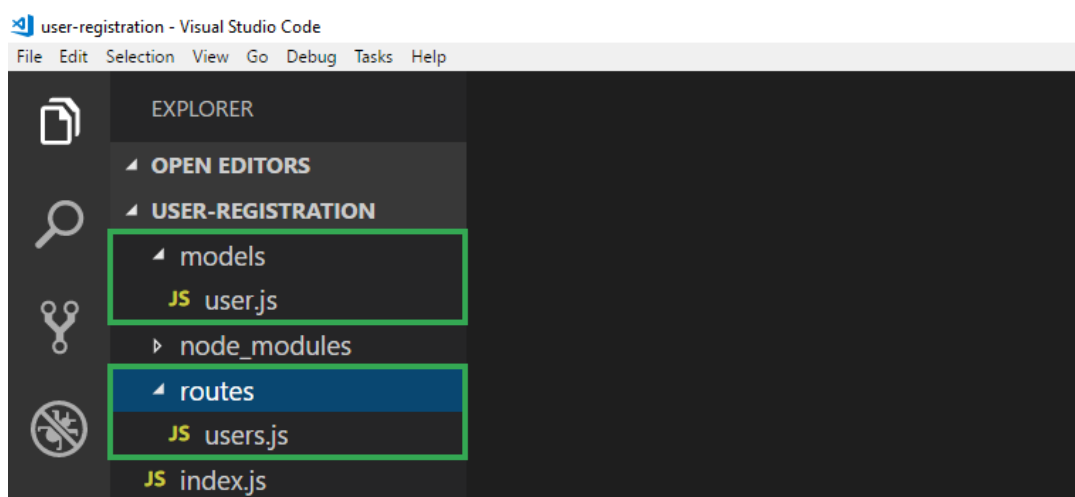 user-registration - Visual Studio Code
File Edit Selection View Go Debug Tasks Help
EXPLORER
OPEN EDITORS
USER-REGISTRATION
models
JS user.js
node_modules
routes
JS users.js
JS index.js